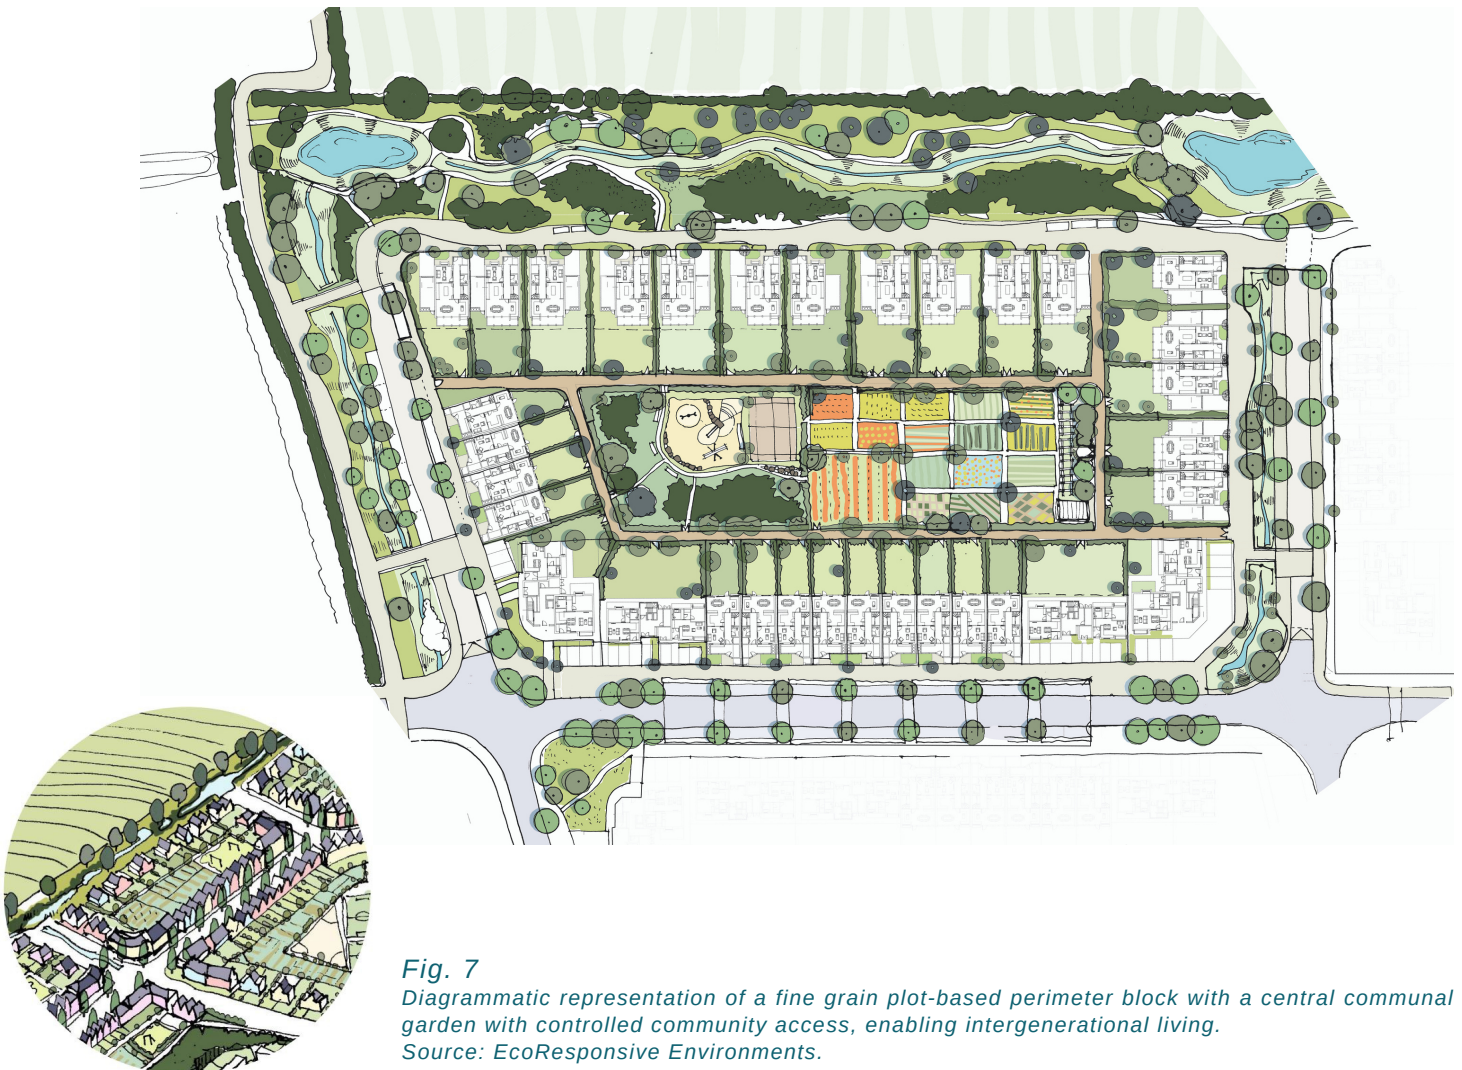 Fig. 7
Diagrammatic representation of a fine grain plot-based perimeter block with a central communal
garden with controlled community access, enabling intergenerational living.
Source: EcoResponsive Environments.